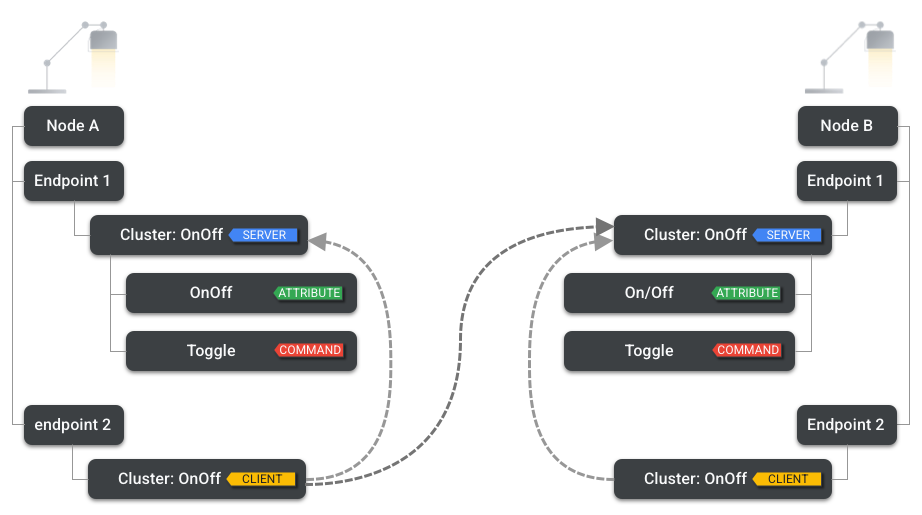 Node A
Node B
Endpoint 1
Endpoint 1
Cluster: OnOff SERVER
Cluster: OnOff SERVER
OnOff ATTRIBUTE
On/Off ATTRIBUTE
Toggle COMMAND
Toggle COMMAND
endpoint 2
Endpoint 2
Cluster: OnOff CLIENT
Cluster: OnOff CLIENT